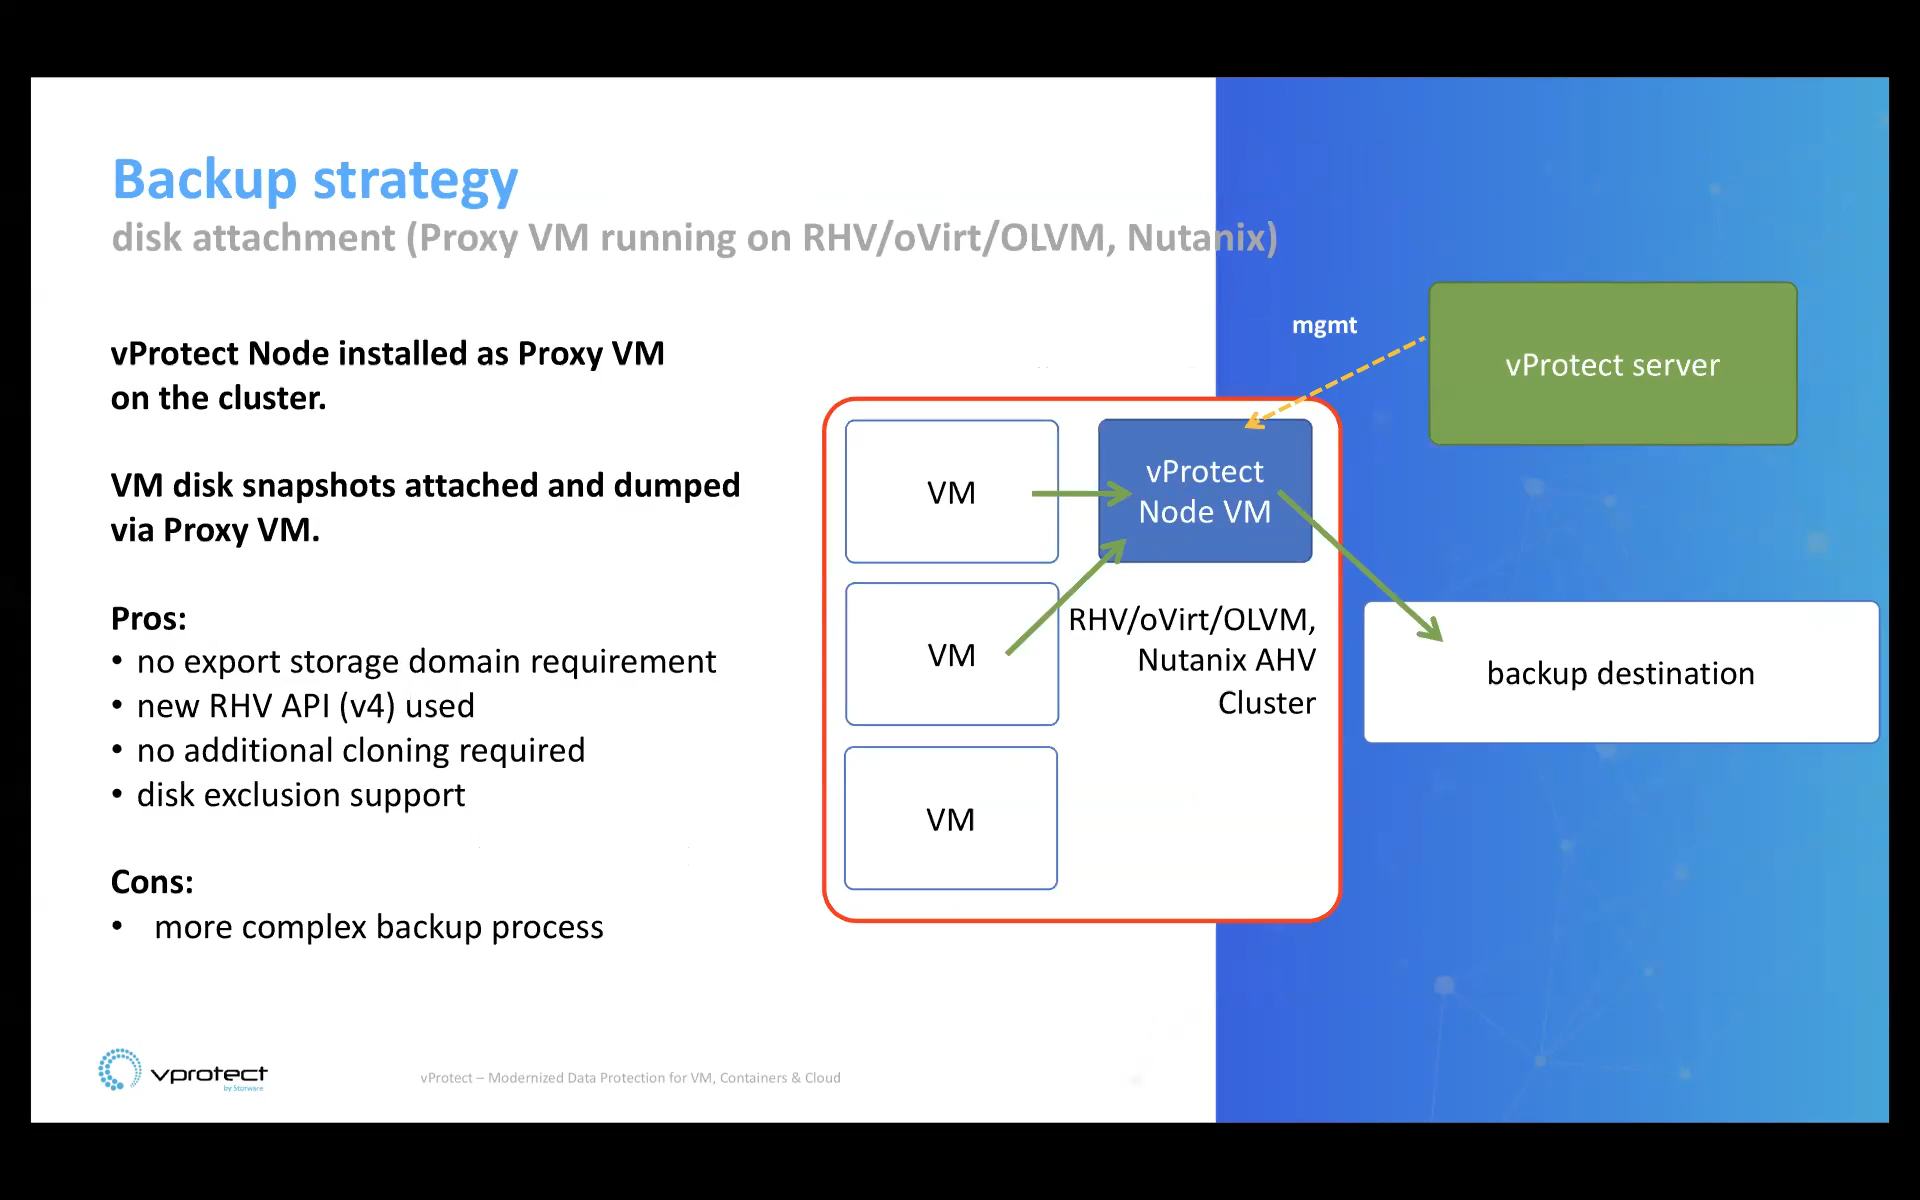 Backup strategy
disk attachment (Proxy VM running on RHV/oVirt/OLVM, Nutanix)
vProtect Node installed as Proxy VM
on the cluster.
VM disk snapshots attached and dumped
via Proxy VM.
Pros:
• no export storage domain requirement
• new RHV API (v4) used
• no additional cloning required
• disk exclusion support
Cons:
• more complex backup process
mgmt
vProtect server
VM
vProtect
Node VM
VM
RHV/oVirt/OLVM,
Nutanix AHV
Cluster
VM
backup destination
vprotect
by Storware
vProtect – Modernized Data Protection for VM, Containers & Cloud